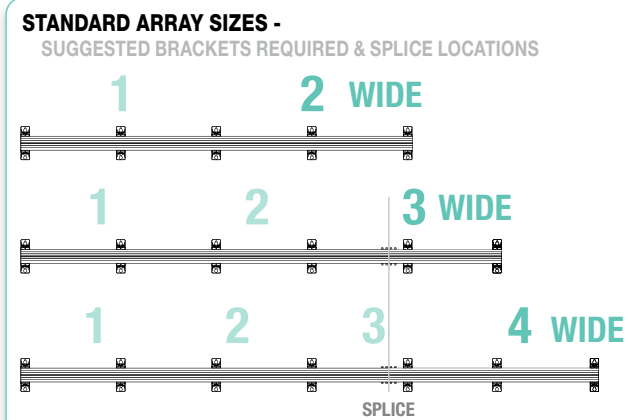 STANDARD ARRAY SIZES -
SUGGESTED BRACKETS REQUIRED & SPLICE LOCATIONS
1 2 WIDE
1 2 3 WIDE
1 2 3 4 WIDE
SPLICE